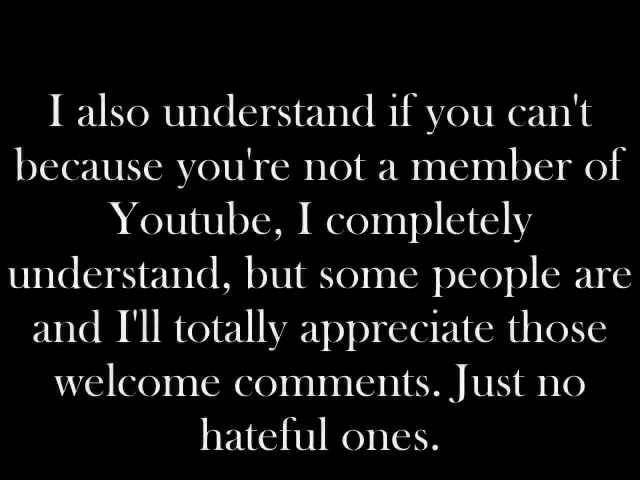 I also understand if you can't
because you're not a member of
Youtube, I completely
understand, but some people are
and I'll totally appreciate those
welcome comments. Just no
hateful ones.